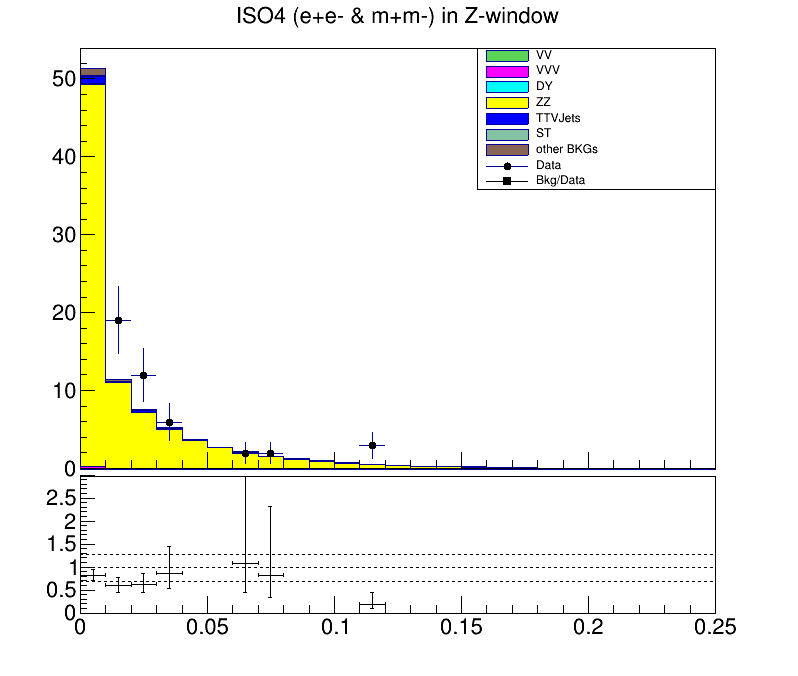 ISO4 (e+e- & m+m-) in Z-window
VV
VVV
DY
ZZ
TTVJets
ST
other BKGs
Data
Bkg/Data
50
40
30
20
10
0
2.5
2
1.5
1
0.5
0
0 0.05 0.1 0.15 0.2 0.25